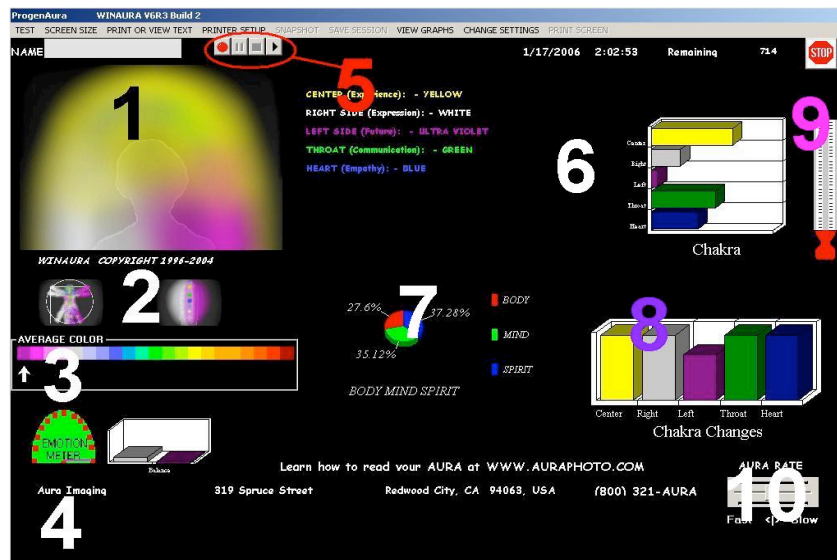 ProgenAura WINAURA V6R3 Build 2
TEST SCREEN SIZE PRINT OR VIEW TEXT PRINTER SETUP SNAPSHOT SAVE SESSION VIEW GRAPHS CHANGE SETTINGS PRINT SCREEN
NAME
1/17/2006 2:02:53 Remaining 714 STOP
5
1
CENTER (Experience): - YELLOW
RIGHT SIDE (Expression): - WHITE
LEFT SIDE (Future): - ULTRA VIOLET
THROAT (Communication): - GREEN
HEART (Empathy): - BLUE
6
Center
Right
Left
Throat
Heart
Chakra
9
WINAURA COPYRIGHT 1996-2004
2
27.6%
37.28%
35.12%
7
BODY
MIND
SPIRIT
BODY MIND SPIRIT
8
Center Right Left Throat Heart
Chakra Changes
AVERAGE COLOR
3
EMOTION
METER
Balance
Learn how to read your AURA at WWW.AURAPHOTO.COM
AURA RATE
Aura Imaging 319 Spruce Street Redwood City, CA 94063, USA (800) 321-AURA
4
10
Fast <|> Slow